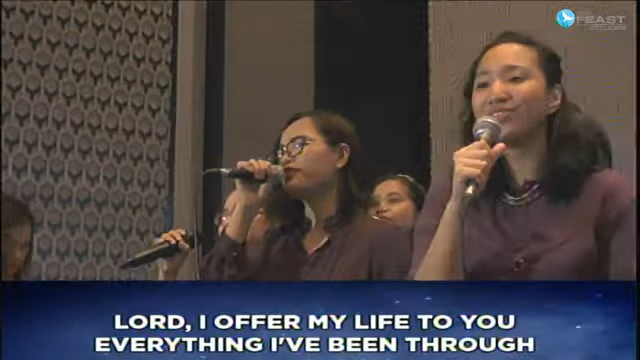 FEAST
LORD, I OFFER MY LIFE TO YOU
EVERYTHING I'VE BEEN THROUGH